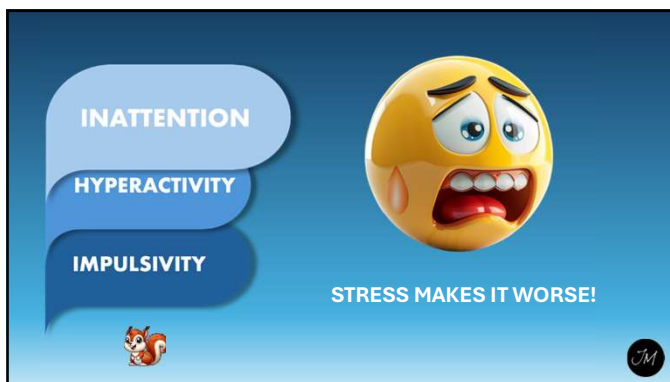 INATTENTION
HYPERACTIVITY
IMPULSIVITY
STRESS MAKES IT WORSE!
JM